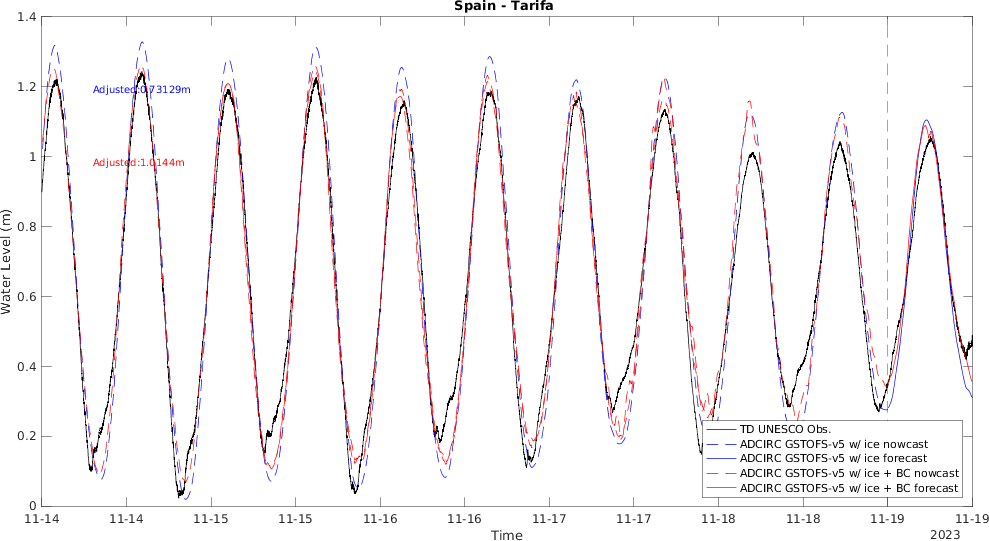 Spain - Tarifa
1.4
1.2
1
0.8
0.6
0.4
0.2
0
Water Level (m)
Adjusted:0.73129m
Adjusted:1.0144m
TD UNESCO Obs.
ADCIRC GSTOFS-v5 w/ ice nowcast
ADCIRC GSTOFS-v5 w/ ice forecast
ADCIRC GSTOFS-v5 w/ ice + BC nowcast
ADCIRC GSTOFS-v5 w/ ice + BC forecast
11-14 11-14 11-15 11-15 11-16 11-16 11-17 11-17 11-18 11-18 11-19 11-19
Time
2023